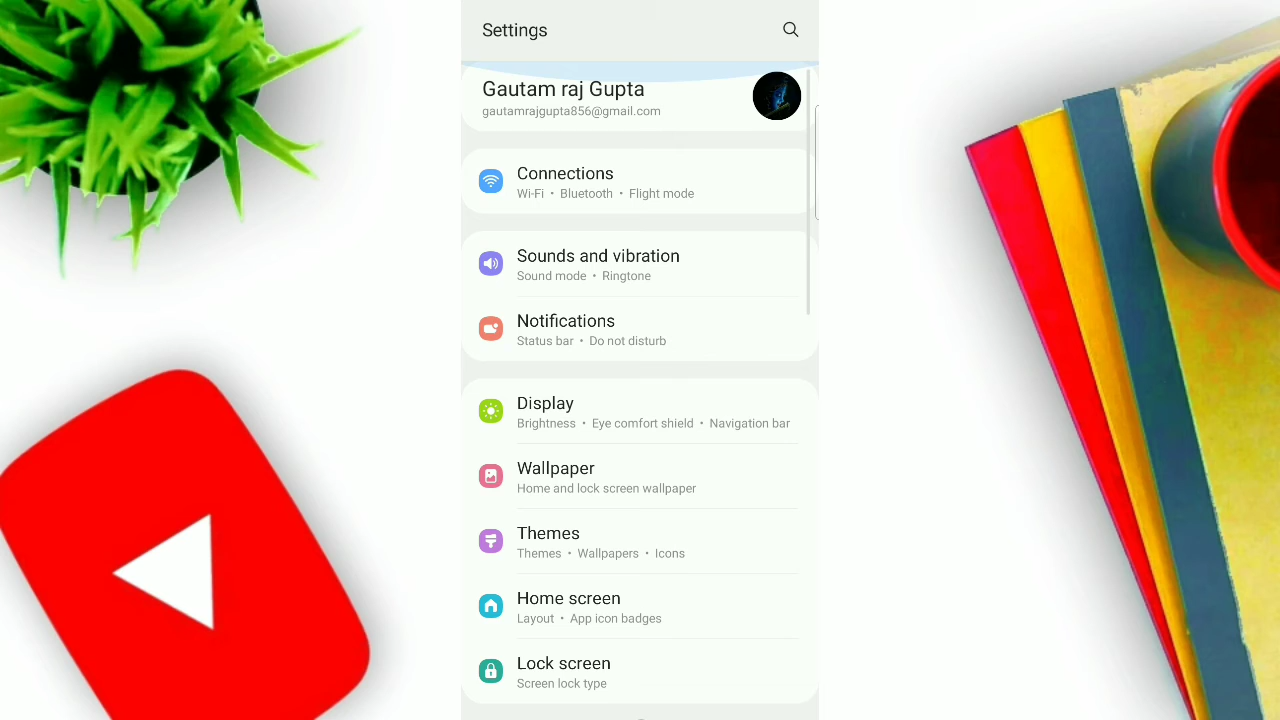 Settings
Gautam raj Gupta
gautamrajgupta856@gmail.com
Connections
Wi-Fi • Bluetooth • Flight mode
Sounds and vibration
Sound mode • Ringtone
Notifications
Status bar • Do not disturb
Display
Brightness • Eye comfort shield • Navigation bar
Wallpaper
Home and lock screen wallpaper
Themes
Themes • Wallpapers • Icons
Home screen
Layout • App icon badges
Lock screen
Screen lock type